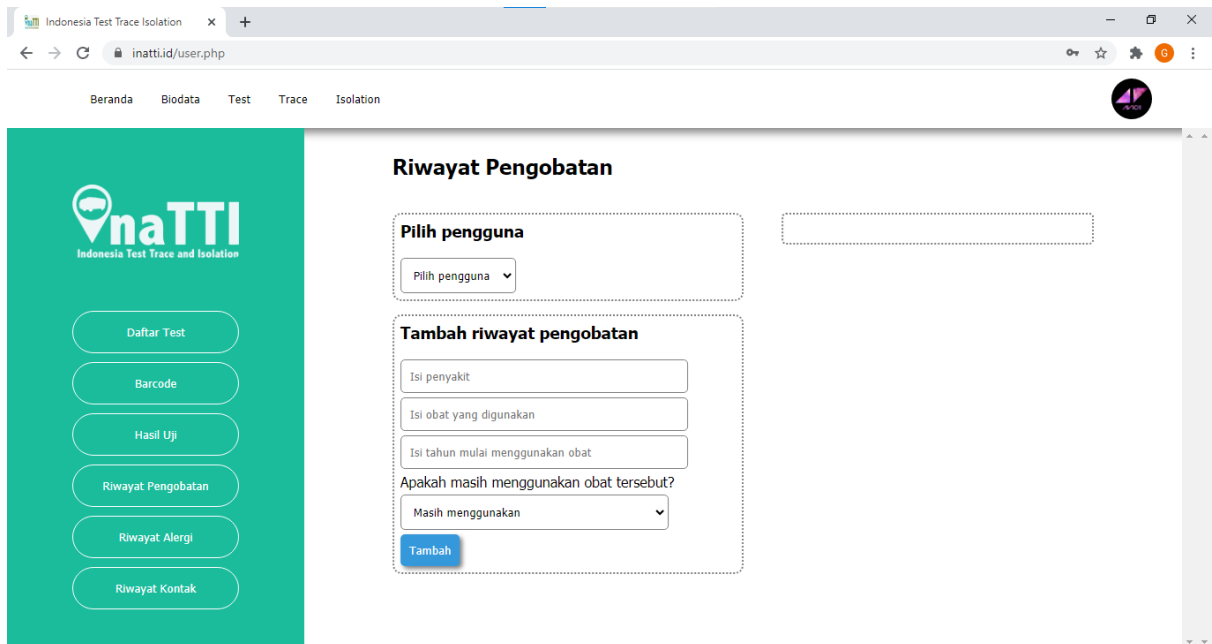 Indonesia Test Trace Isolation
inatti.id/user.php
G
Beranda Biodata Test Trace Isolation
AVICII
inaTTI
Indonesia Test Trace and Isolation
Daftar Test
Barcode
Hasil Uji
Riwayat Pengobatan
Riwayat Alergi
Riwayat Kontak
Riwayat Pengobatan
Pilih pengguna
Pilih pengguna
Tambah riwayat pengobatan
Isi penyakit
Isi obat yang digunakan
Isi tahun mulai menggunakan obat
Apakah masih menggunakan obat tersebut?
Masih menggunakan
Tambah